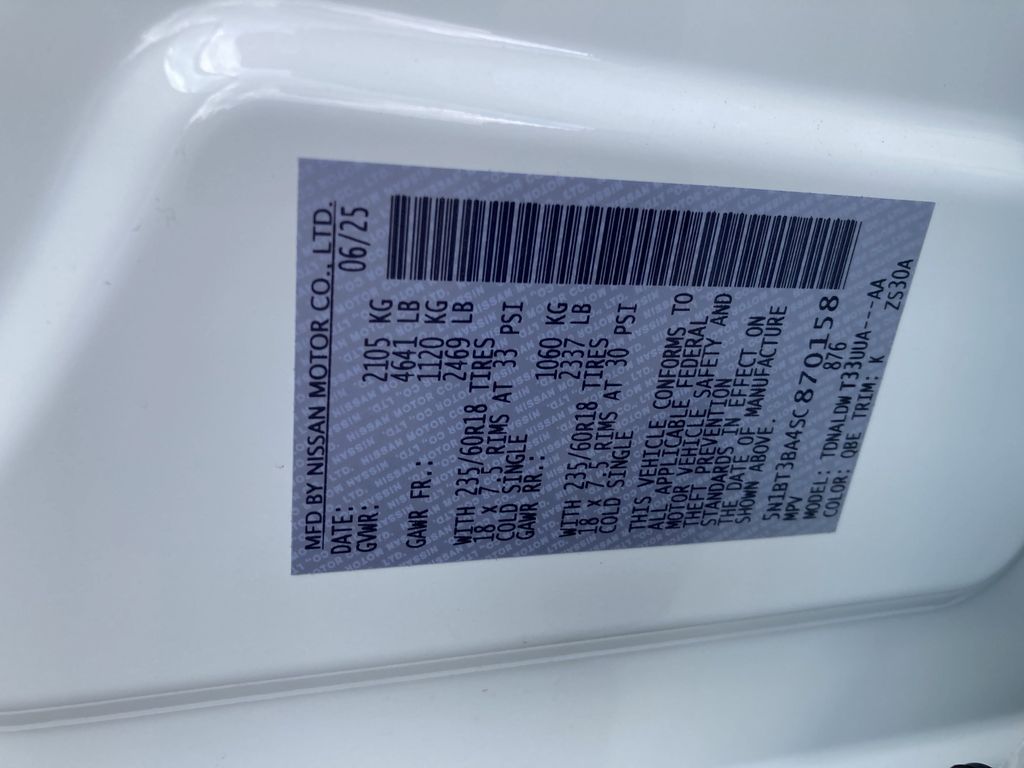 MFD BY NISSAN MOTOR CO., LTD.
DATE: 06/25
GVWR: 2105 KG
4641 LB
GAWR FR.: 1120 KG
2469 LB
WITH 235/60R18 TIRES
18 X 7.5 RIMS AT 33 PSI
COLD SINGLE
GAWR RR.: 1060 KG
2337 LB
WITH 235/60R18 TIRES
18 X 7.5 RIMS AT 30 PSI
COLD SINGLE
THIS VEHICLE CONFORMS TO
ALL APPLICABLE FEDERAL
MOTOR VEHICLE SAFETY AND
THEFT PREVENTION
STANDARDS IN EFFECT ON
THE DATE OF MANUFACTURE
SHOWN ABOVE.
5N1BT3BA4SC870158
MPV 876
MODEL: TDNALDW T33UUA---AA
COLOR: QBE TRIM: K ZS30A